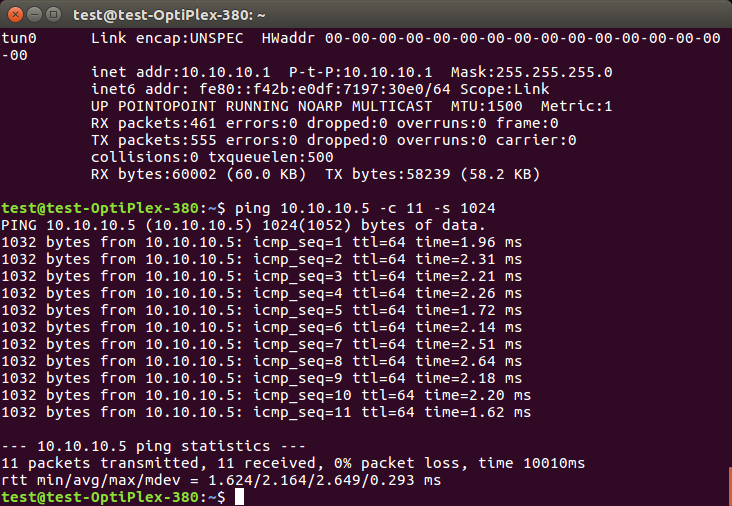 test@test-OptiPlex-380: ~
tun0      Link encap:UNSPEC  HWaddr 00-00-00-00-00-00-00-00-00-00-00-00-00-00-00
-00
          inet addr:10.10.10.1  P-t-P:10.10.10.1  Mask:255.255.255.0
          inet6 addr: fe80::f42b:e0df:7197:30e0/64 Scope:Link
          UP POINTOPOINT RUNNING NOARP MULTICAST  MTU:1500  Metric:1
          RX packets:461 errors:0 dropped:0 overruns:0 frame:0
          TX packets:555 errors:0 dropped:0 overruns:0 carrier:0
          collisions:0 txqueuelen:500
          RX bytes:60002 (60.0 KB)  TX bytes:58239 (58.2 KB)
test@test-OptiPlex-380:~$ ping 10.10.10.5 -c 11 -s 1024
PING 10.10.10.5 (10.10.10.5) 1024(1052) bytes of data.
1032 bytes from 10.10.10.5: icmp_seq=1 ttl=64 time=1.96 ms
1032 bytes from 10.10.10.5: icmp_seq=2 ttl=64 time=2.31 ms
1032 bytes from 10.10.10.5: icmp_seq=3 ttl=64 time=2.21 ms
1032 bytes from 10.10.10.5: icmp_seq=4 ttl=64 time=2.26 ms
1032 bytes from 10.10.10.5: icmp_seq=5 ttl=64 time=1.72 ms
1032 bytes from 10.10.10.5: icmp_seq=6 ttl=64 time=2.14 ms
1032 bytes from 10.10.10.5: icmp_seq=7 ttl=64 time=2.51 ms
1032 bytes from 10.10.10.5: icmp_seq=8 ttl=64 time=2.64 ms
1032 bytes from 10.10.10.5: icmp_seq=9 ttl=64 time=2.18 ms
1032 bytes from 10.10.10.5: icmp_seq=10 ttl=64 time=2.20 ms
1032 bytes from 10.10.10.5: icmp_seq=11 ttl=64 time=1.62 ms
--- 10.10.10.5 ping statistics ---
11 packets transmitted, 11 received, 0% packet loss, time 10010ms
rtt min/avg/max/mdev = 1.624/2.164/2.649/0.293 ms
test@test-OptiPlex-380:~$